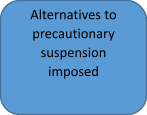 Alternatives to
precautionary
suspension
imposed